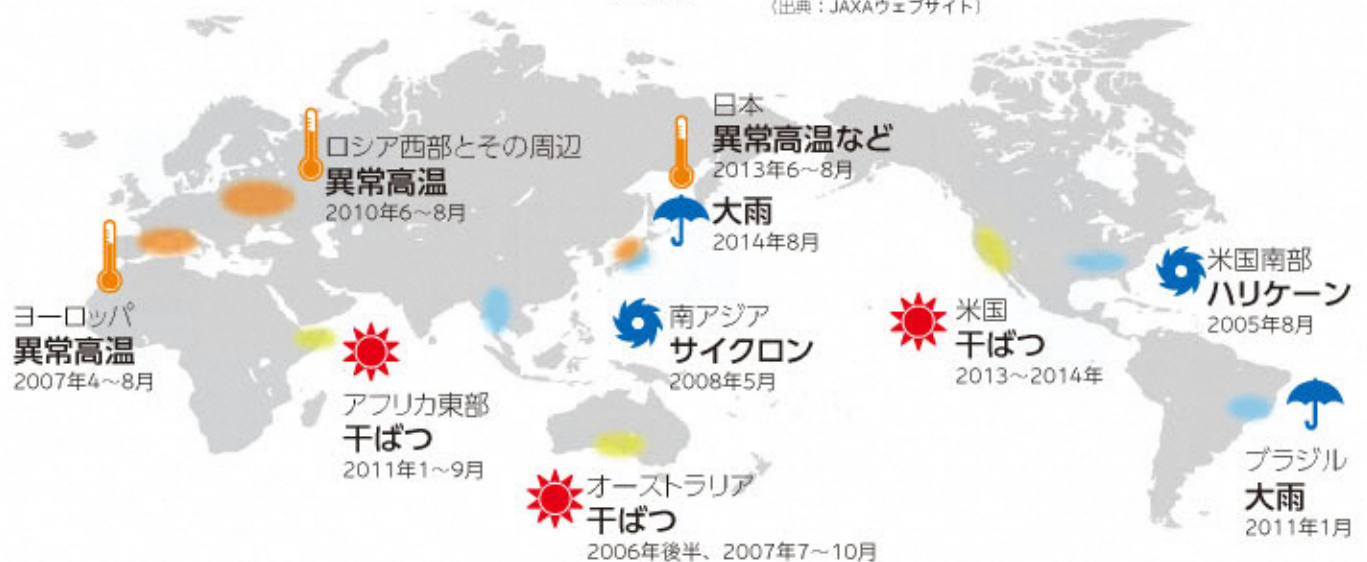 (出典：JAXAウェブサイト)
日本
異常高温など
2013年6〜8月
大雨
2014年8月
ロシア西部とその周辺
異常高温
2010年6〜8月
ヨーロッパ
異常高温
2007年4〜8月
アフリカ東部
干ばつ
2011年1〜9月
南アジア
サイクロン
2008年5月
オーストラリア
干ばつ
2006年後半、2007年7〜10月
米国
干ばつ
2013〜2014年
米国南部
ハリケーン
2005年8月
ブラジル
大雨
2011年1月